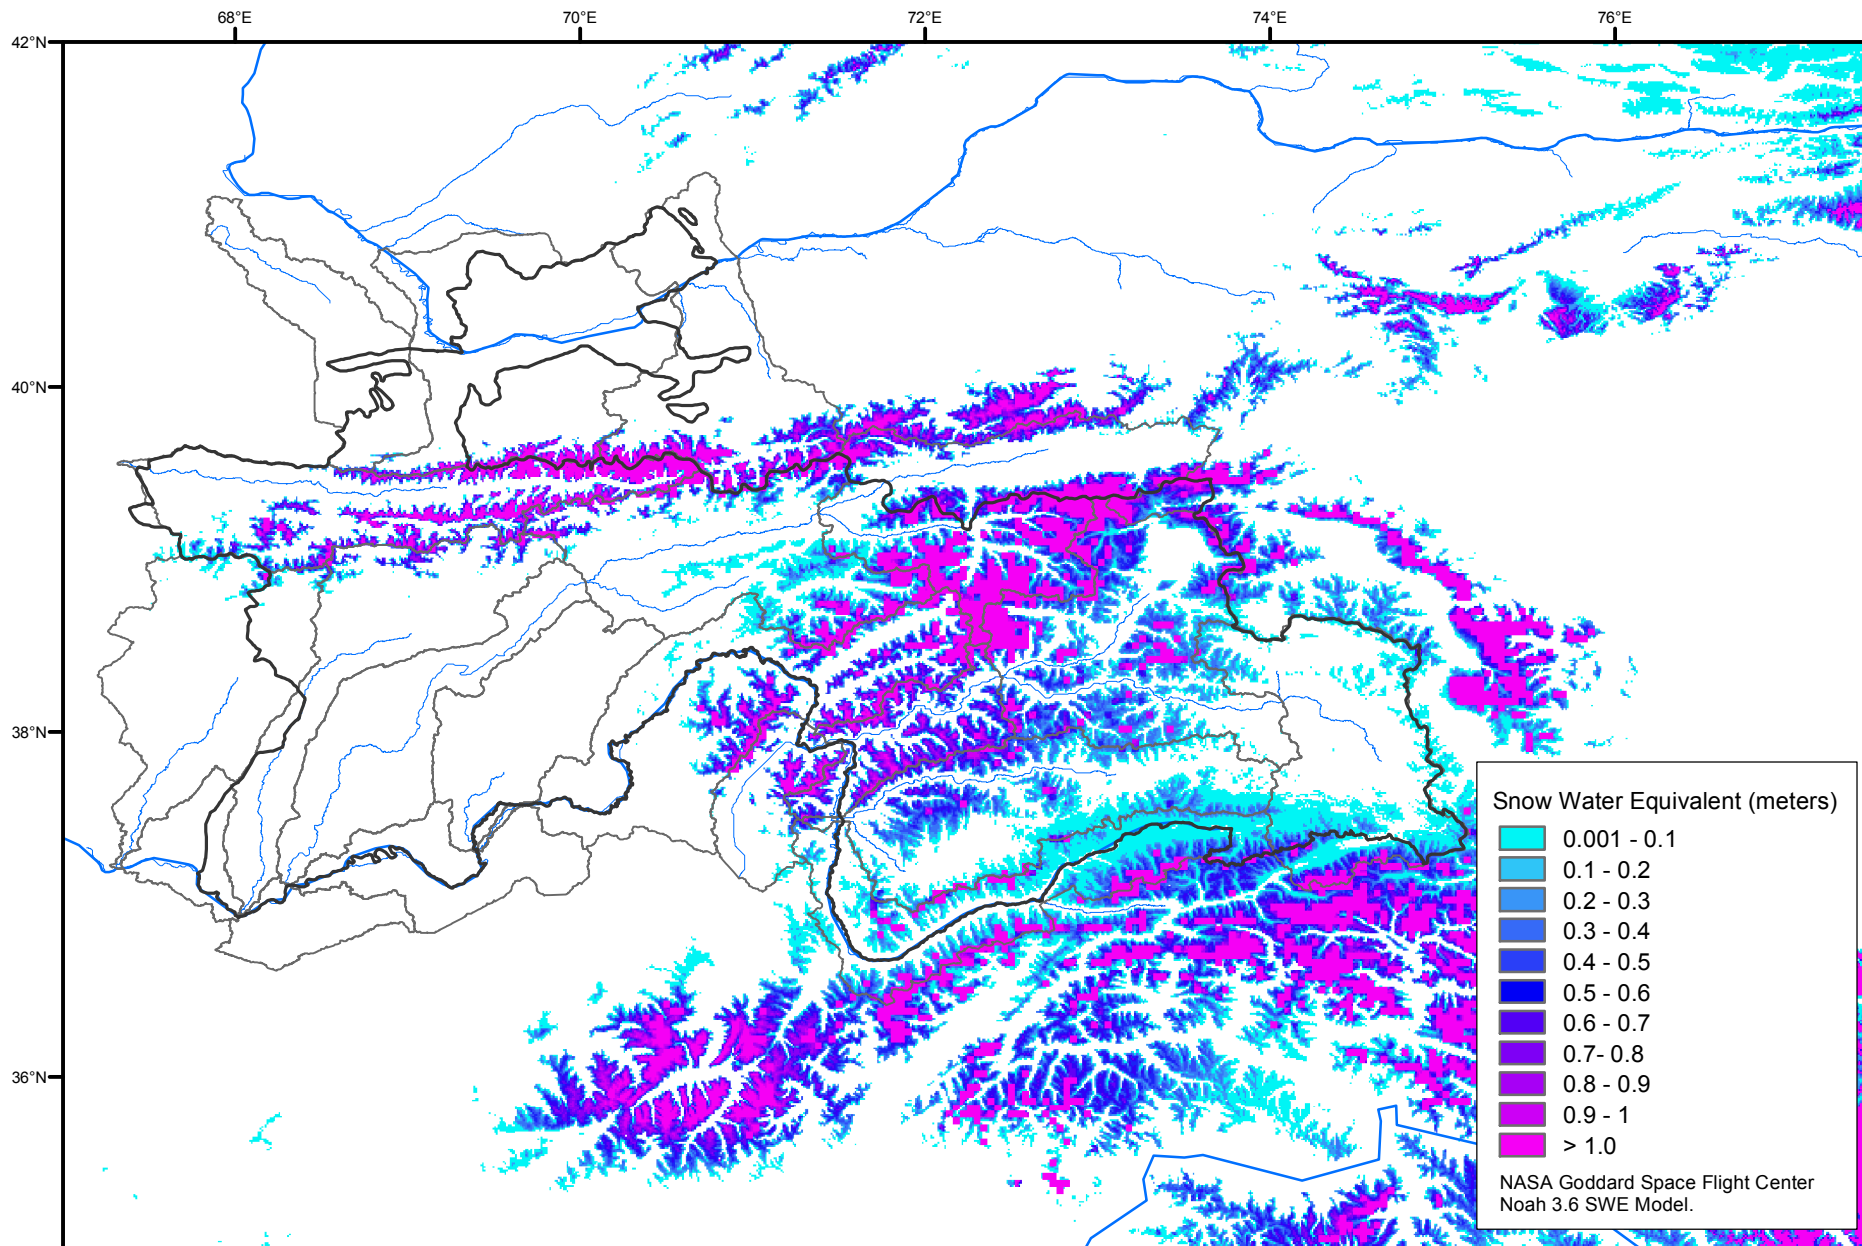 68°E
70°E
72°E
74°E
76°E
42°N
40°N
38°N
36°N
Snow Water Equivalent (meters)
0.001 - 0.1
0.1 - 0.2
0.2 - 0.3
0.3 - 0.4
0.4 - 0.5
0.5 - 0.6
0.6 - 0.7
0.7- 0.8
0.8 - 0.9
0.9 - 1
> 1.0
NASA Goddard Space Flight Center
Noah 3.6 SWE Model.